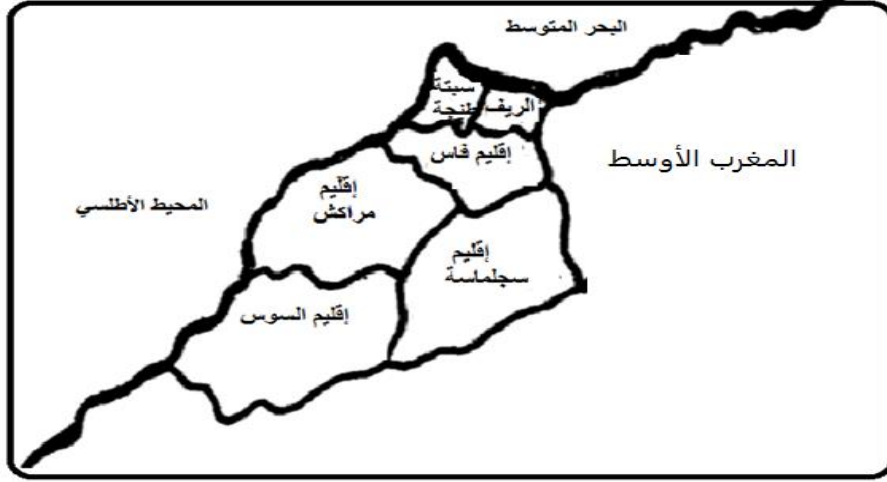 البحر المتوسط
سبتة
طنجة
الريف
إقليم فاس
المغرب الأوسط
إقليم
مراكش
المحيط الأطلسي
إقليم
سجلماسة
إقليم السوس